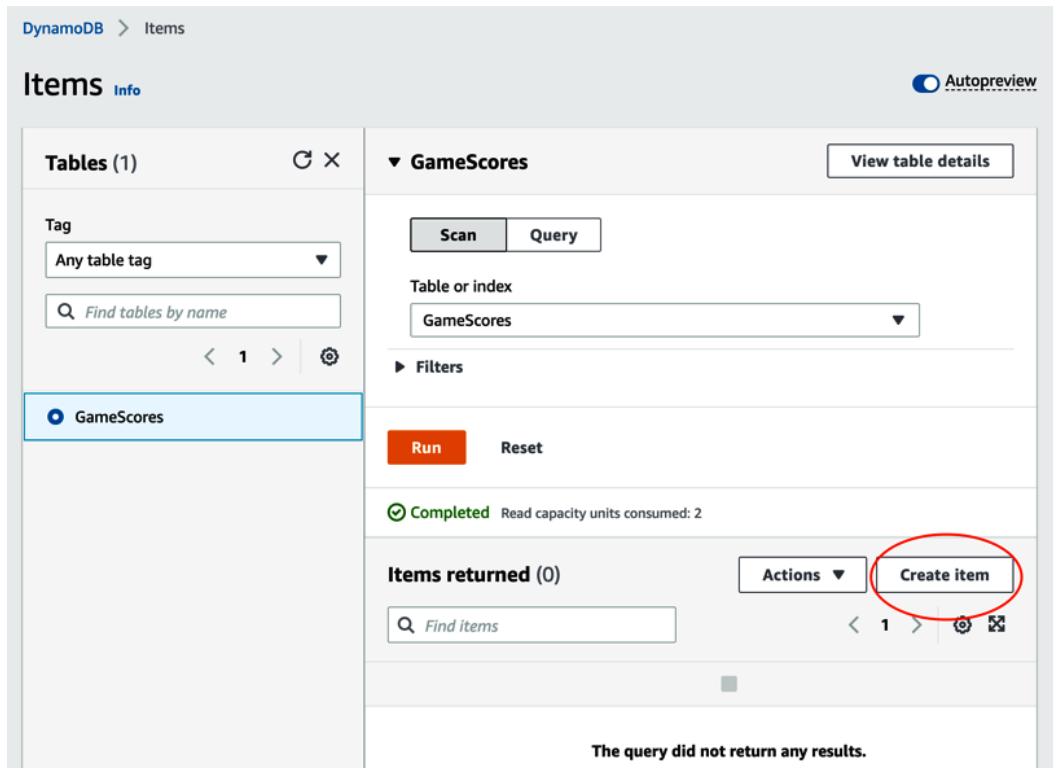 DynamoDB > Items
Items Info
Autopreview
Tables (1)
Tag
Any table tag
Find tables by name
1
GameScores
GameScores
View table details
Scan Query
Table or index
GameScores
Filters
Run Reset
Completed Read capacity units consumed: 2
Items returned (0)
Actions Create item
Find items
1
The query did not return any results.